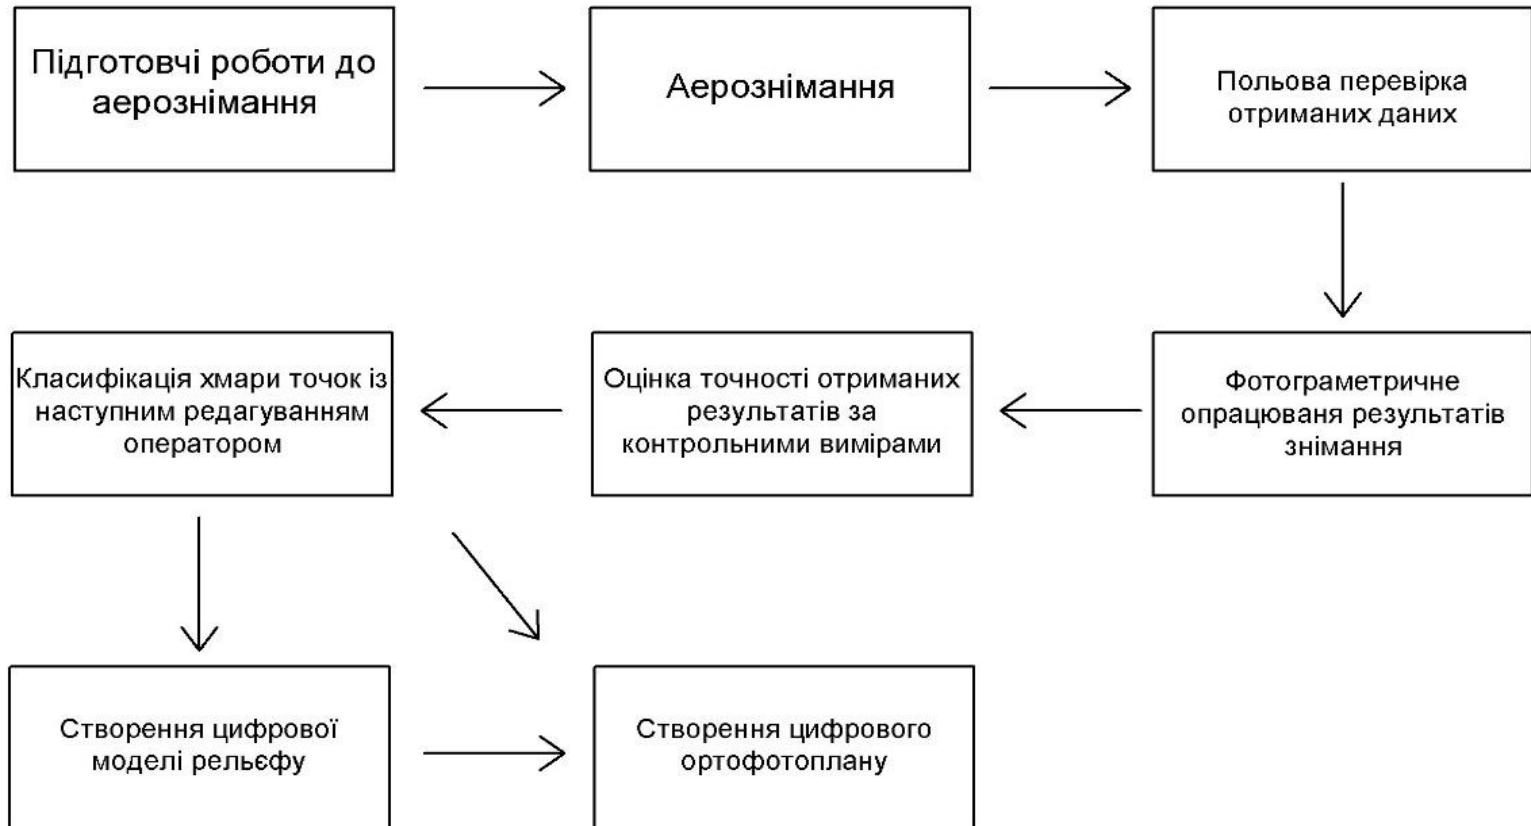 Підготовчі роботи до
аерознімання
Аерознімання
Польова перевірка
отриманих даних
Класифікація хмари точок із
наступним редагуванням
оператором
Оцінка точності отриманих
результатів за
контрольними вимірами
Фотограметричне
опрацюваня результатів
знімання
Створення цифрової
моделі рельєфу
Створення цифрового
ортофотоплану